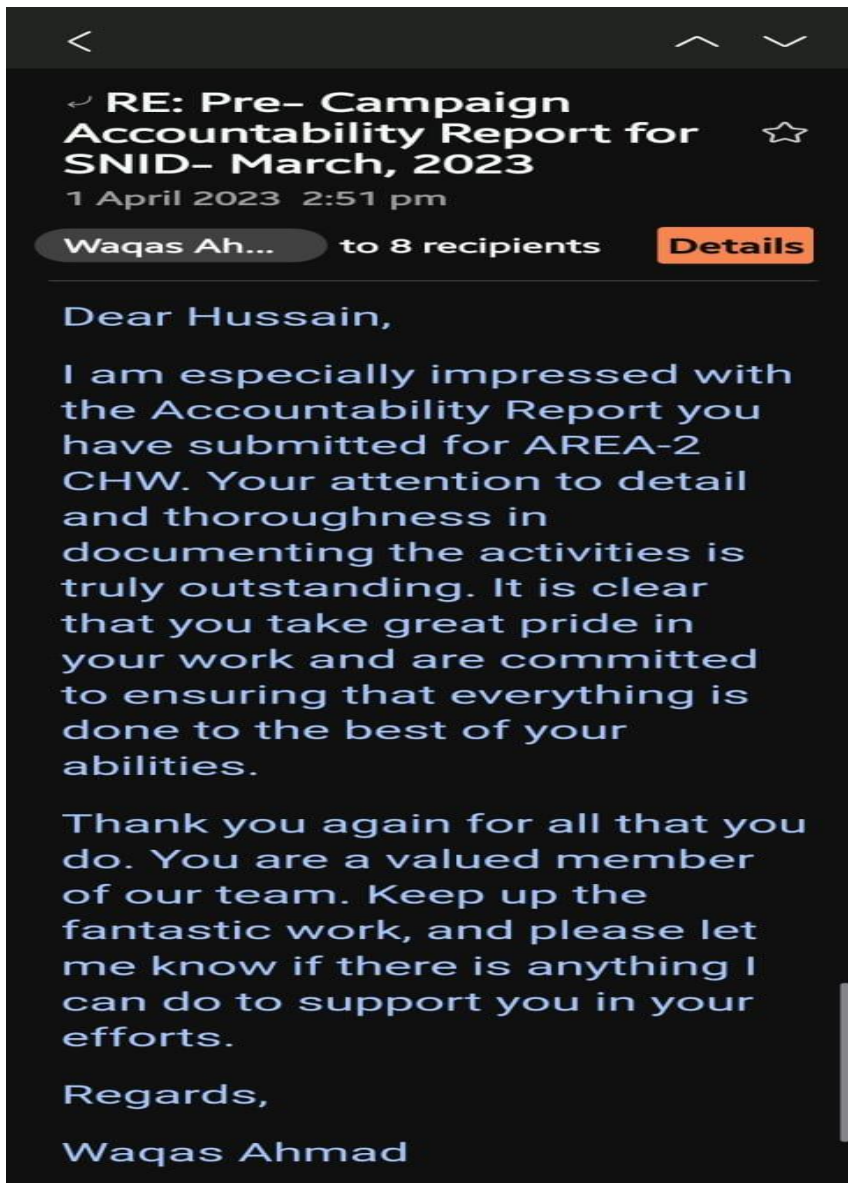 RE: Pre- Campaign
Accountability Report for
SNID- March, 2023
1 April 2023 2:51 pm
Waqas Ah... to 8 recipients Details
Dear Hussain,
I am especially impressed with
the Accountability Report you
have submitted for AREA-2
CHW. Your attention to detail
and thoroughness in
documenting the activities is
truly outstanding. It is clear
that you take great pride in
your work and are committed
to ensuring that everything is
done to the best of your
abilities.
Thank you again for all that you
do. You are a valued member
of our team. Keep up the
fantastic work, and please let
me know if there is anything I
can do to support you in your
efforts.
Regards,
Waqas Ahmad